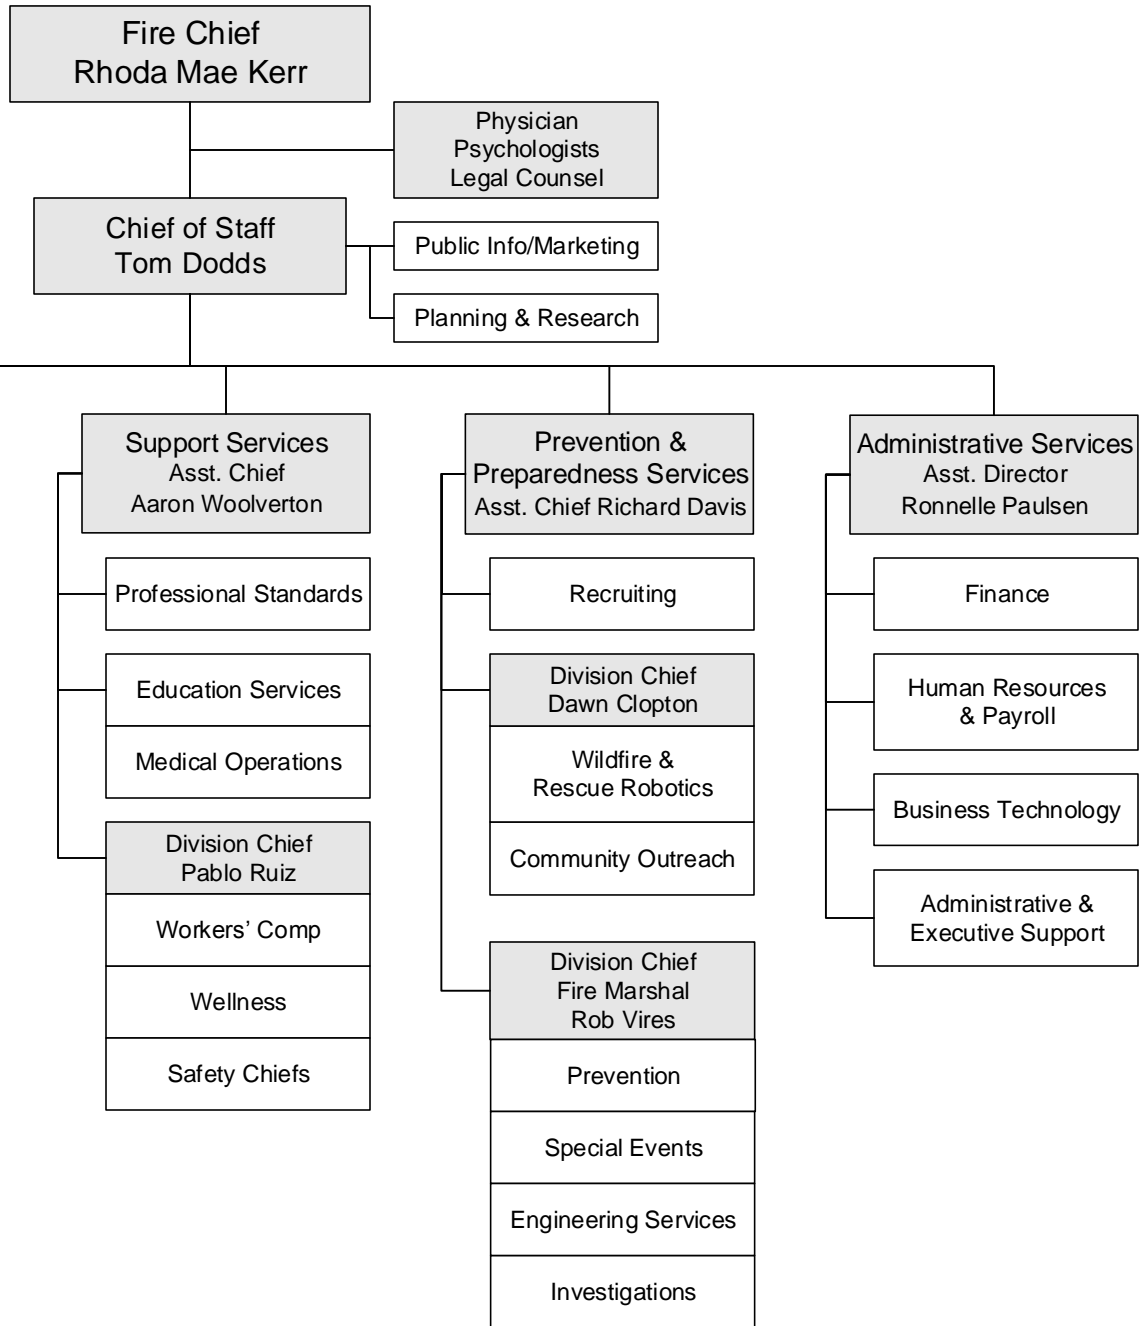 Fire Chief
Rhoda Mae Kerr
Physician
Psychologists
Legal Counsel
Chief of Staff
Tom Dodds
Public Info/Marketing
Planning & Research
Support Services
Asst. Chief
Aaron Woolverton
Professional Standards
Education Services
Medical Operations
Division Chief
Pablo Ruiz
Workers’ Comp
Wellness
Safety Chiefs
Prevention &
Preparedness Services
Asst. Chief Richard Davis
Recruiting
Division Chief
Dawn Clopton
Wildfire &
Rescue Robotics
Community Outreach
Division Chief
Fire Marshal
Rob Vires
Prevention
Special Events
Engineering Services
Investigations
Administrative Services
Asst. Director
Ronnelle Paulsen
Finance
Human Resources
& Payroll
Business Technology
Administrative &
Executive Support